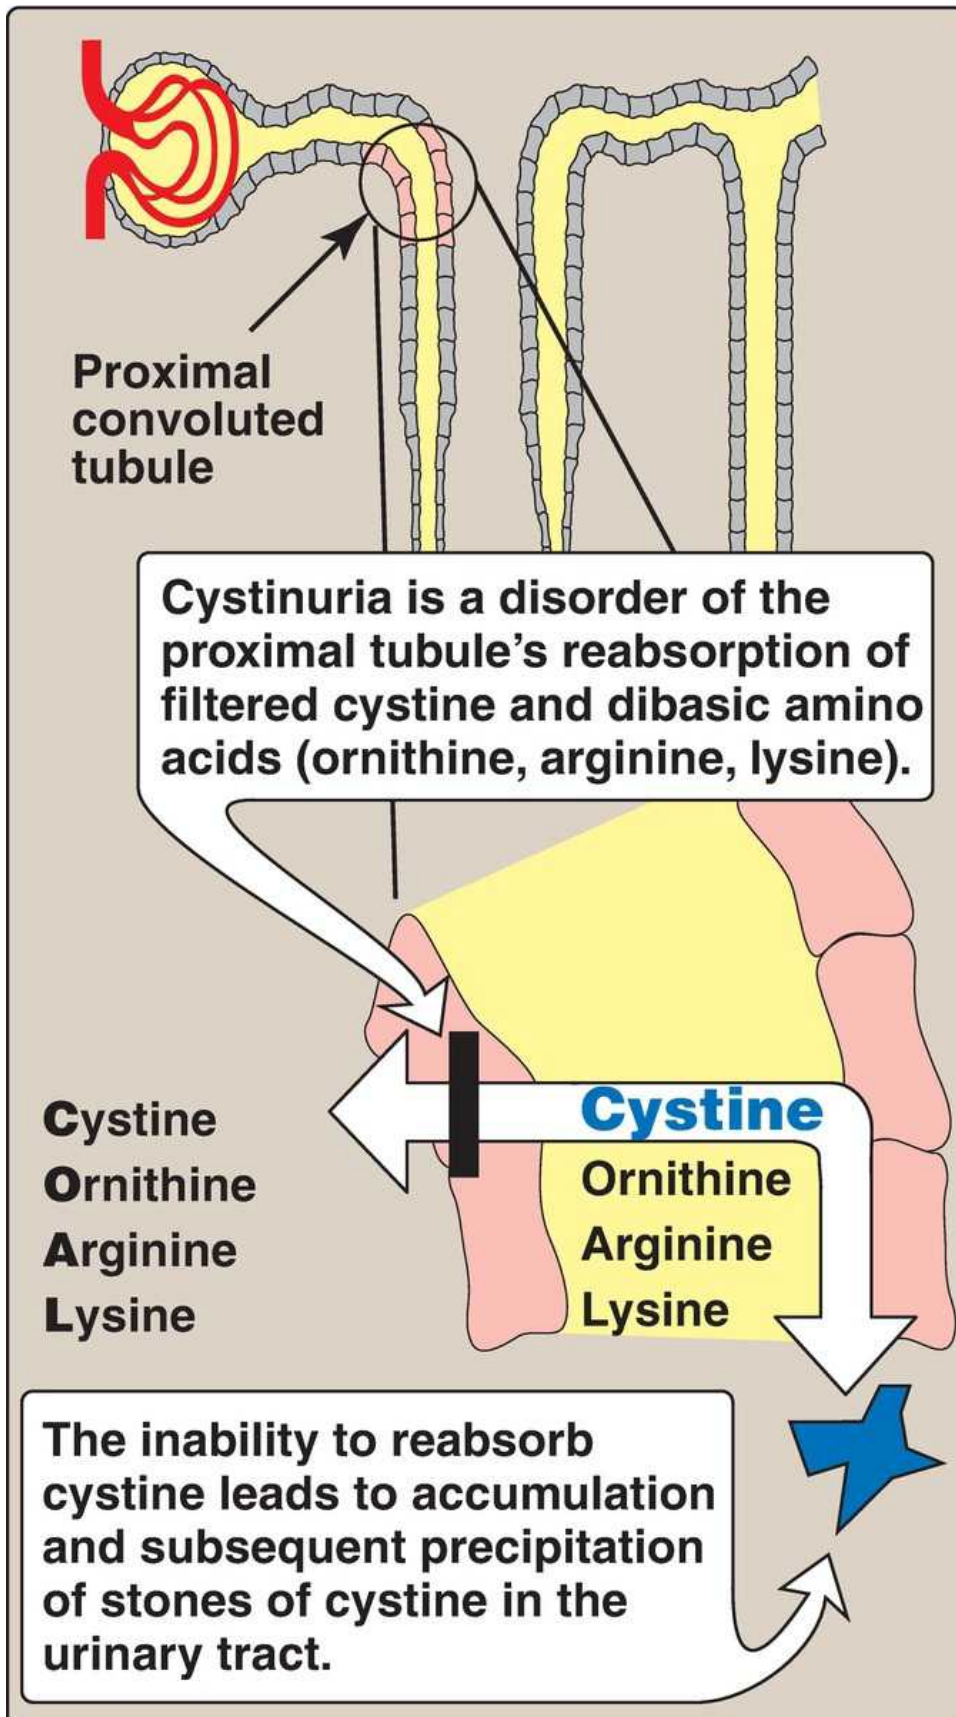 Proximal
convoluted
tubule
Cystinuria is a disorder of the
proximal tubule’s reabsorption of
filtered cystine and dibasic amino
acids (ornithine, arginine, lysine).
Cystine
Ornithine
Arginine
Lysine
Cystine
Ornithine
Arginine
Lysine
The inability to reabsorb
cystine leads to accumulation
and subsequent precipitation
of stones of cystine in the
urinary tract.